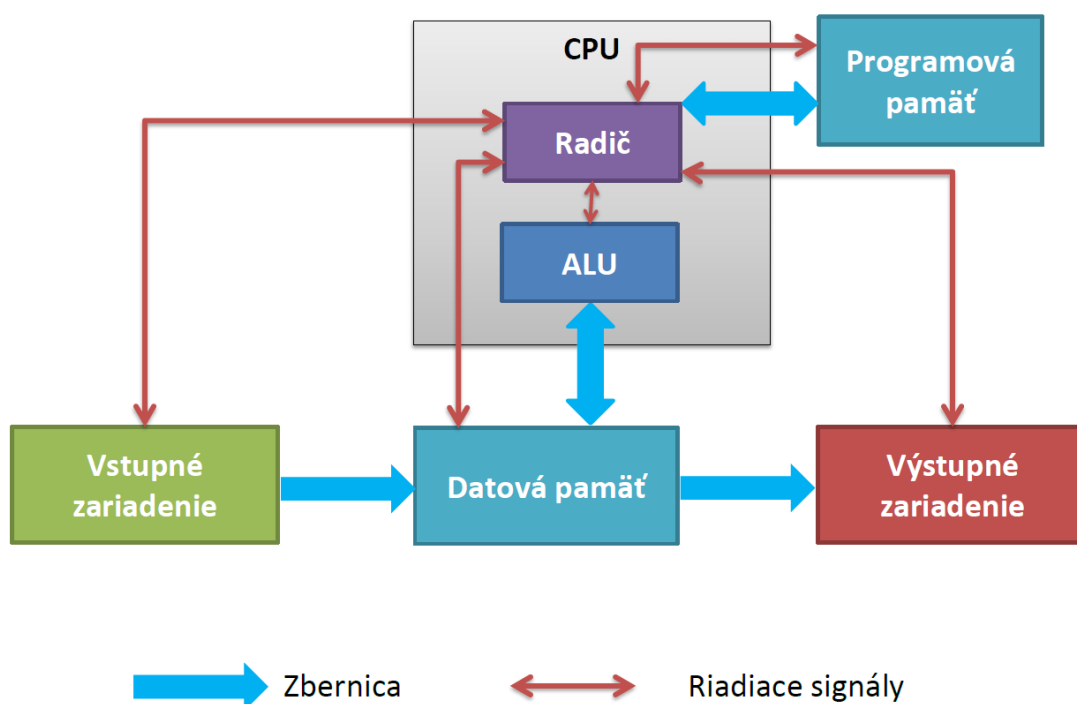 CPU
Programová
pamäť
Radič
ALU
Vstupné
zariadenie
Datová pamäť
Výstupné
zariadenie
Zbernica
Riadiace signály